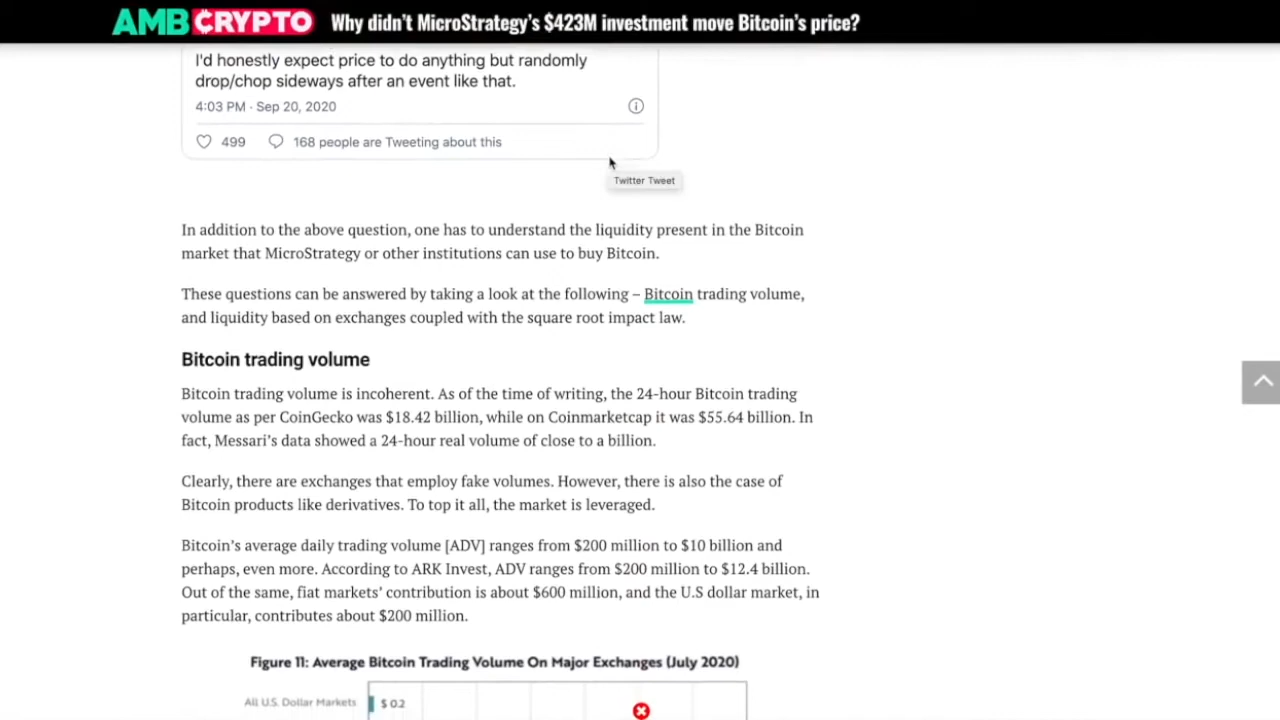 AMBCRYPTO Why didn't MicroStrategy's $423M investment move Bitcoin's price?
I'd honestly expect price to do anything but randomly
drop/chop sideways after an event like that.
4:03 PM · Sep 20, 2020
499 168 people are Tweeting about this
Twitter Tweet
In addition to the above question, one has to understand the liquidity present in the Bitcoin
market that MicroStrategy or other institutions can use to buy Bitcoin.
These questions can be answered by taking a look at the following – Bitcoin trading volume,
and liquidity based on exchanges coupled with the square root impact law.
Bitcoin trading volume
Bitcoin trading volume is incoherent. As of the time of writing, the 24-hour Bitcoin trading
volume as per CoinGecko was $18.42 billion, while on Coinmarketcap it was $55.64 billion. In
fact, Messari's data showed a 24-hour real volume of close to a billion.
Clearly, there are exchanges that employ fake volumes. However, there is also the case of
Bitcoin products like derivatives. To top it all, the market is leveraged.
Bitcoin's average daily trading volume [ADV] ranges from $200 million to $10 billion and
perhaps, even more. According to ARK Invest, ADV ranges from $200 million to $12.4 billion.
Out of the same, fiat markets' contribution is about $600 million, and the U.S dollar market, in
particular, contributes about $200 million.
Figure 11: Average Bitcoin Trading Volume On Major Exchanges (July 2020)
All U.S. Dollar Markets $ 0.2